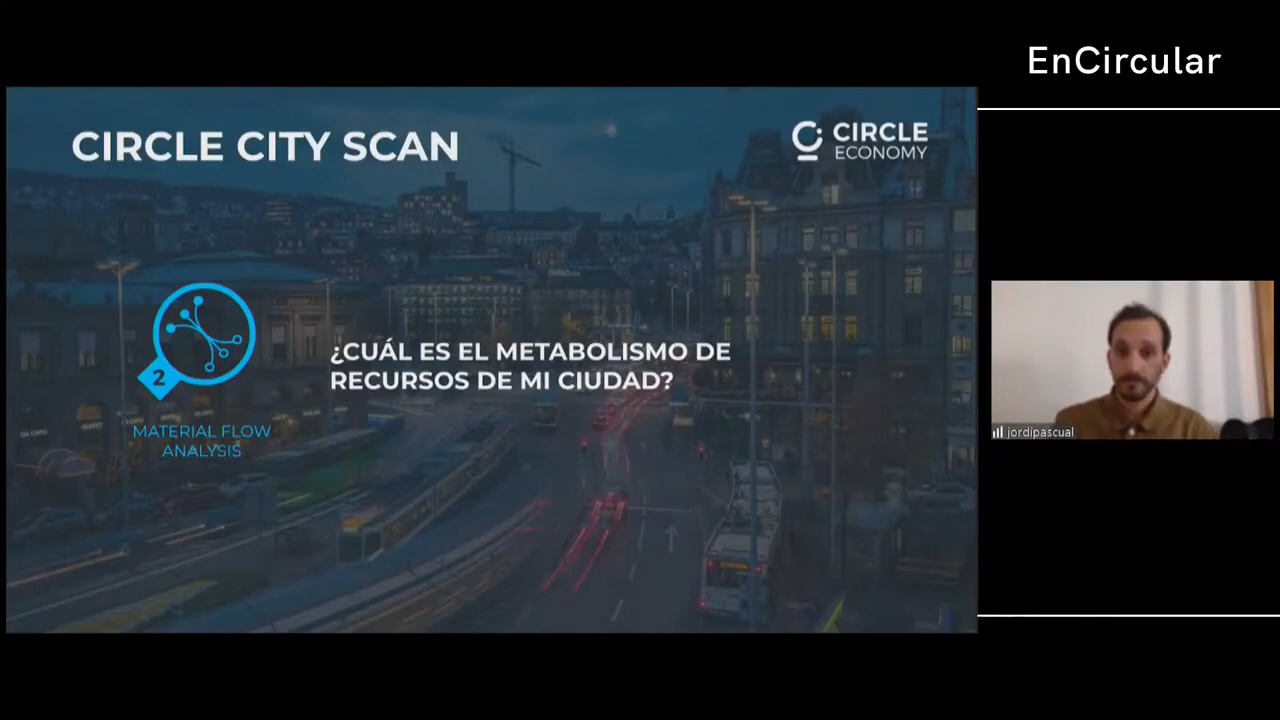 EnCircular
CIRCLE CITY SCAN
CIRCLE
ECONOMY
2
¿CUÁL ES EL METABOLISMO DE
RECURSOS DE MI CIUDAD?
MATERIAL FLOW
ANALYSIS
jordipascual